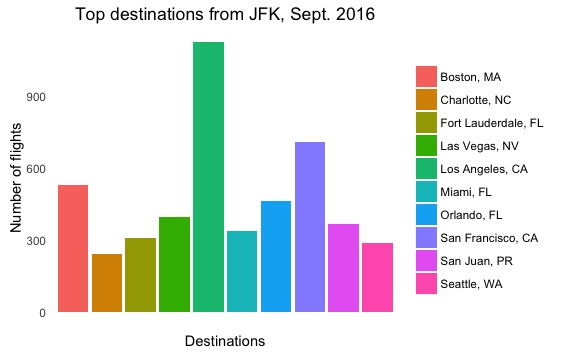 Top destinations from JFK, Sept. 2016
Number of flights
900
600
300
0
Destinations
Boston, MA
Charlotte, NC
Fort Lauderdale, FL
Las Vegas, NV
Los Angeles, CA
Miami, FL
Orlando, FL
San Francisco, CA
San Juan, PR
Seattle, WA